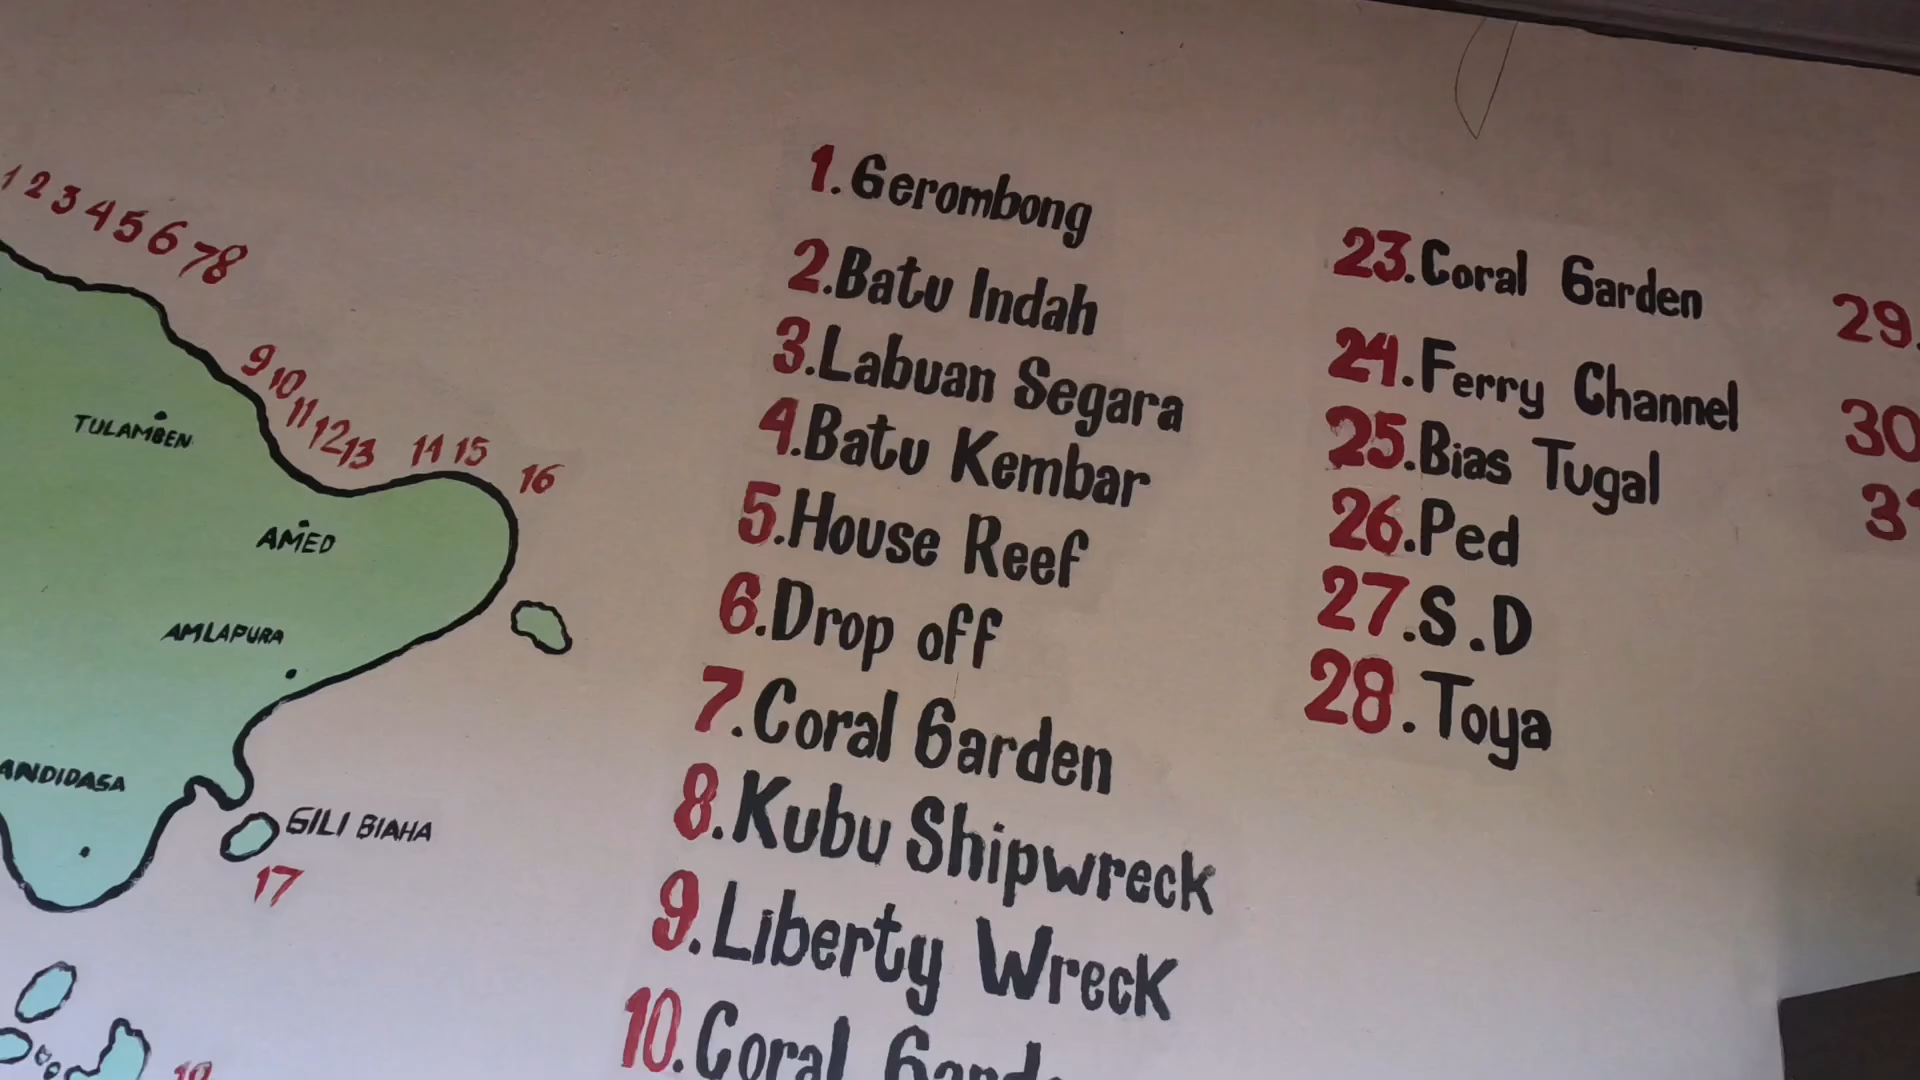 1 2 3 4 5 6 7 8
9 10 11 12 13 14 15 16
TULAMBEN
AMED
AMLAPURA
ANDIDASA
GILI BIAHA
17
1. Gerombong
2. Batu Indah
3. Labuan Segara
4. Batu Kembar
5. House Reef
6. Drop off
7. Coral Garden
8. Kubu Shipwreck
9. Liberty Wreck
10. Coral
23. Coral Garden
24. Ferry Channel
25. Bias Tugal
26. Ped
27. S.D
28. Toya
29.
30